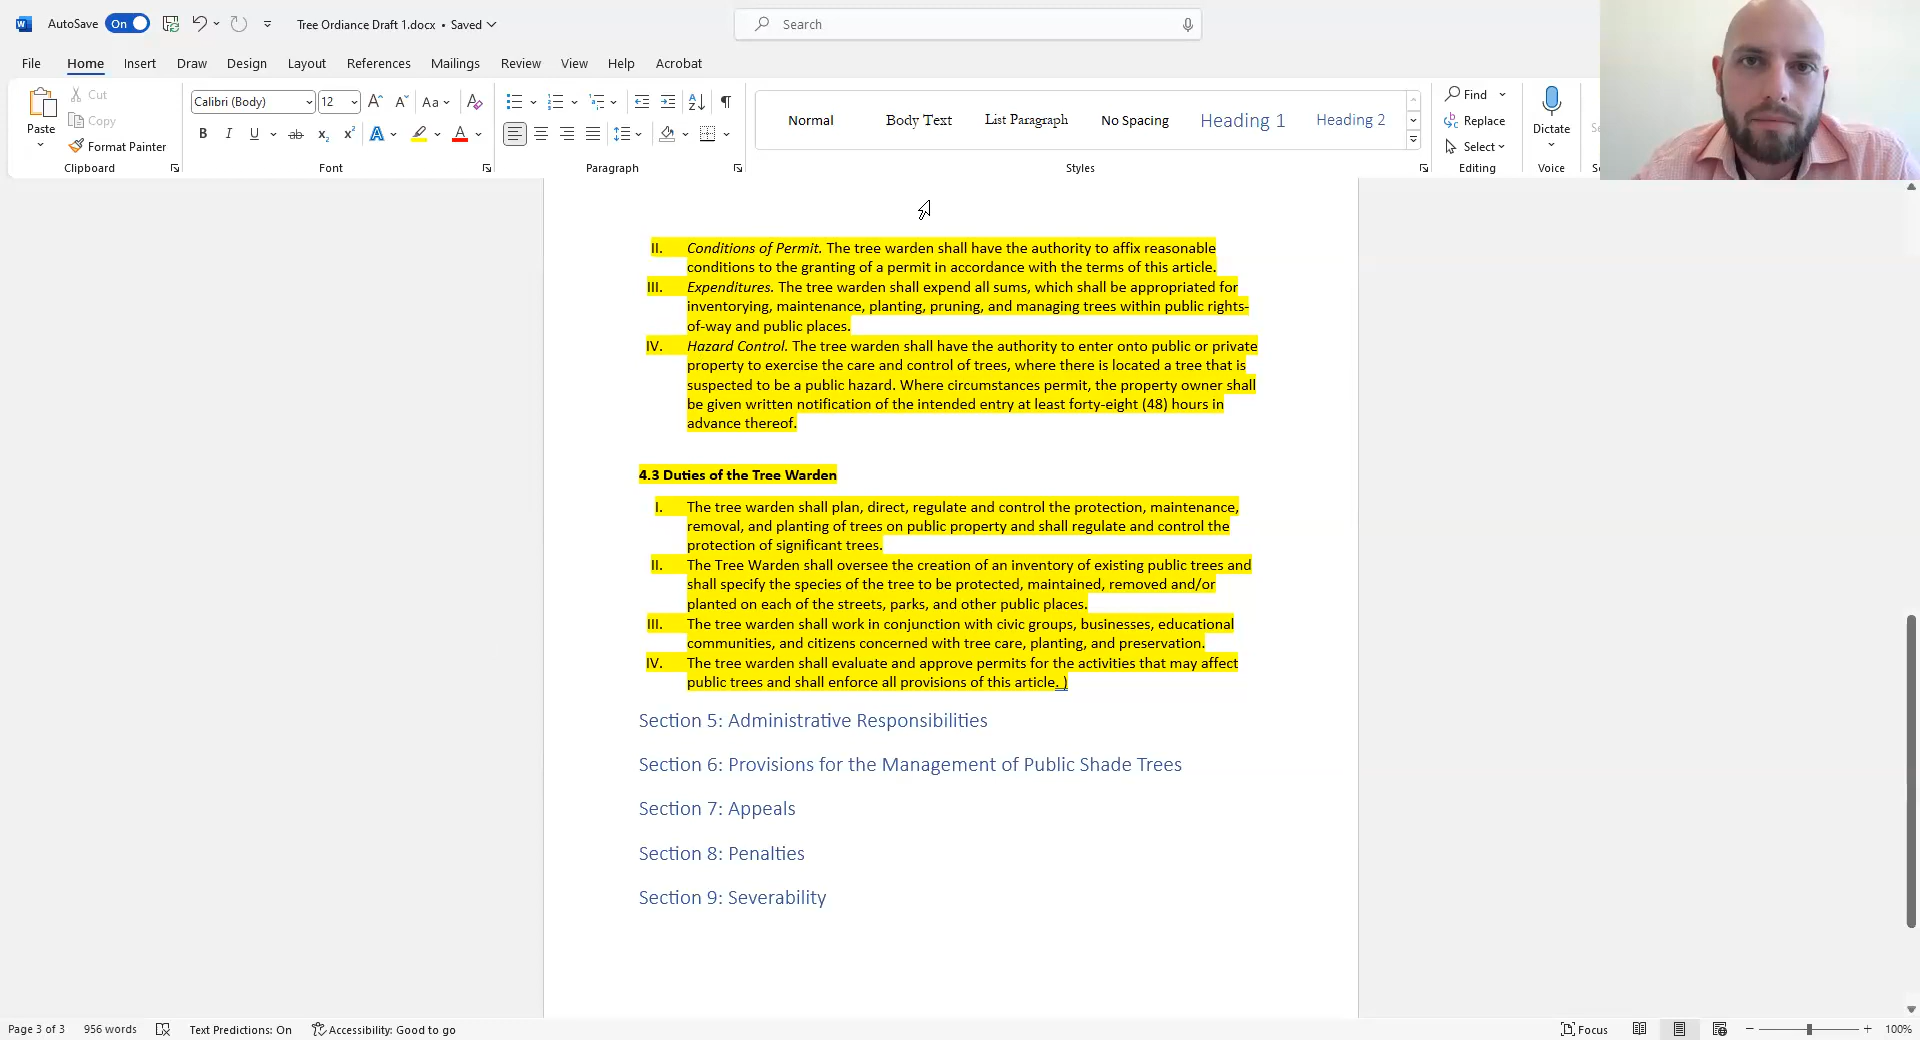 AutoSave On Tree Ordiance Draft 1.docx • Saved Search
File Home Insert Draw Design Layout References Mailings Review View Help Acrobat
Paste Cut Copy Format Painter Clipboard
Calibri (Body) 12 Aa B I U ab x₂ x² A A Font
Paragraph
Normal Body Text List Paragraph No Spacing Heading 1 Heading 2 Styles
Find Replace Select Editing
Dictate Voice
II. Conditions of Permit. The tree warden shall have the authority to affix reasonable
conditions to the granting of a permit in accordance with the terms of this article.
III. Expenditures. The tree warden shall expend all sums, which shall be appropriated for
inventorying, maintenance, planting, pruning, and managing trees within public rights-
of-way and public places.
IV. Hazard Control. The tree warden shall have the authority to enter onto public or private
property to exercise the care and control of trees, where there is located a tree that is
suspected to be a public hazard. Where circumstances permit, the property owner shall
be given written notification of the intended entry at least forty-eight (48) hours in
advance thereof.
4.3 Duties of the Tree Warden
I. The tree warden shall plan, direct, regulate and control the protection, maintenance,
removal, and planting of trees on public property and shall regulate and control the
protection of significant trees.
II. The Tree Warden shall oversee the creation of an inventory of existing public trees and
shall specify the species of the tree to be protected, maintained, removed and/or
planted on each of the streets, parks, and other public places.
III. The tree warden shall work in conjunction with civic groups, businesses, educational
communities, and citizens concerned with tree care, planting, and preservation.
IV. The tree warden shall evaluate and approve permits for the activities that may affect
public trees and shall enforce all provisions of this article. )
Section 5: Administrative Responsibilities
Section 6: Provisions for the Management of Public Shade Trees
Section 7: Appeals
Section 8: Penalties
Section 9: Severability
Page 3 of 3 956 words Text Predictions: On Accessibility: Good to go Focus 100%